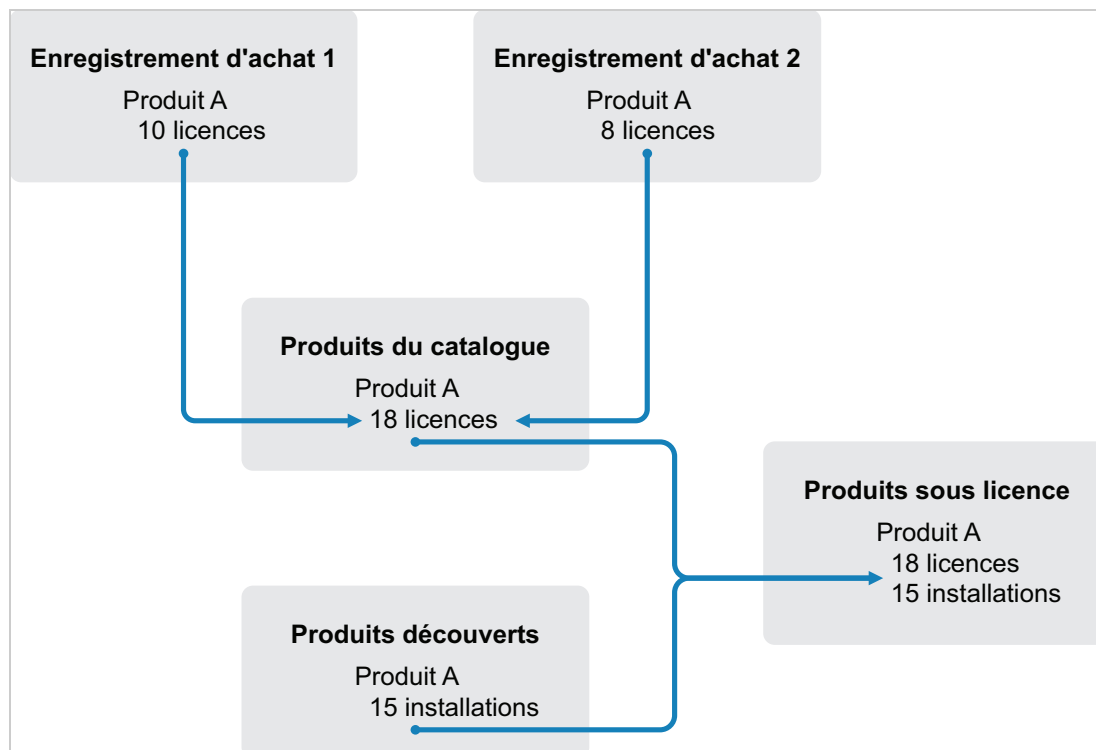 Enregistrement d'achat 1
Produit A
10 licences
Enregistrement d'achat 2
Produit A
8 licences
Produits du catalogue
Produit A
18 licences
Produits sous licence
Produit A
18 licences
15 installations
Produits découverts
Produit A
15 installations